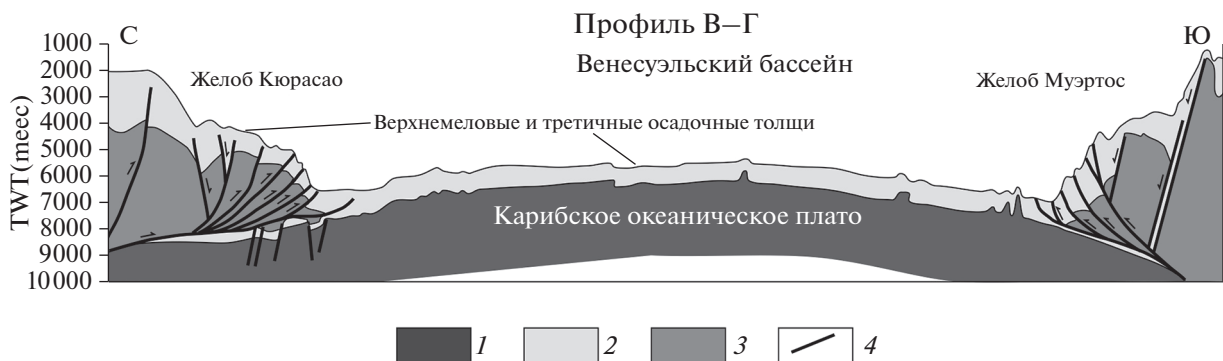 Профиль В–Г
С
Ю
Венесуэльский бассейн
Желоб Кюрасао
Желоб Муэртос
Верхнемеловые и третичные осадочные толщи
Карибское океаническое плато
TWT(meec)
1000
2000
3000
4000
5000
6000
7000
8000
9000
10000
1
2
3
4